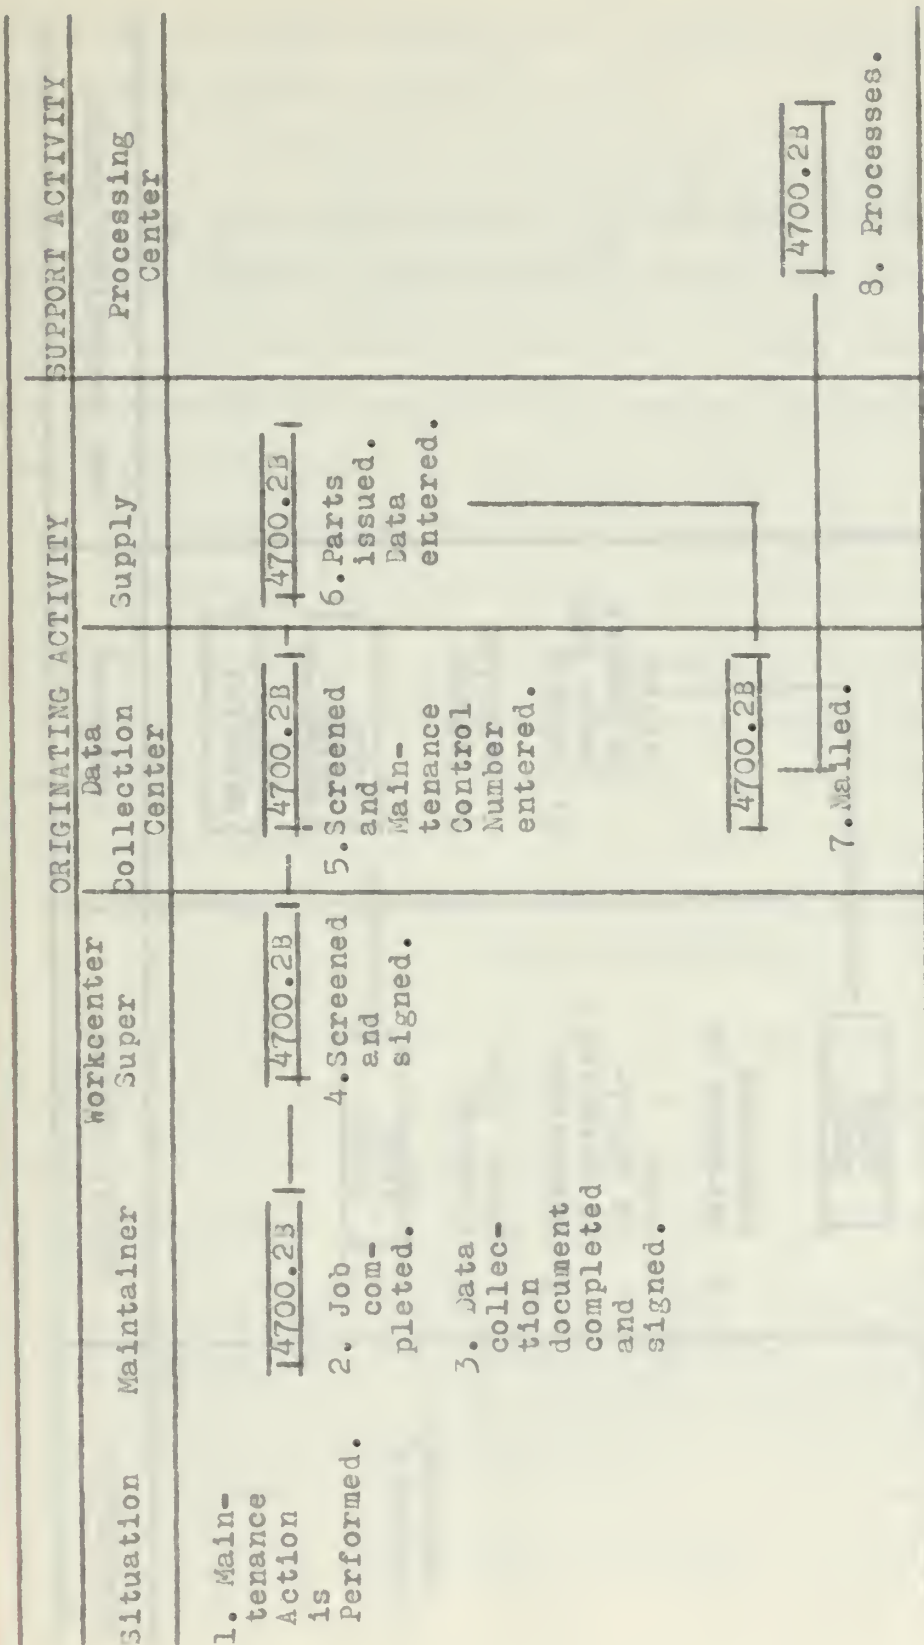 ORIGINATING ACTIVITY
SUPPORT ACTIVITY
Situation
Maintainer
Workcenter
Super
Data
Collection
Center
Supply
Processing
Center
1. Main-
tenance
Action
is
Performed.
4700.2B
2. Job
com-
pleted.
3. Data
collec-
tion
document
completed
and
signed.
4700.2B
4.Screened
and
signed.
4700.2B
5.Screened
and
Main-
tenance
Control
Number
entered.
4700.2B
6.Parts
issued.
Data
entered.
4700.2B
7.Mailed.
4700.2B
8. Processes.